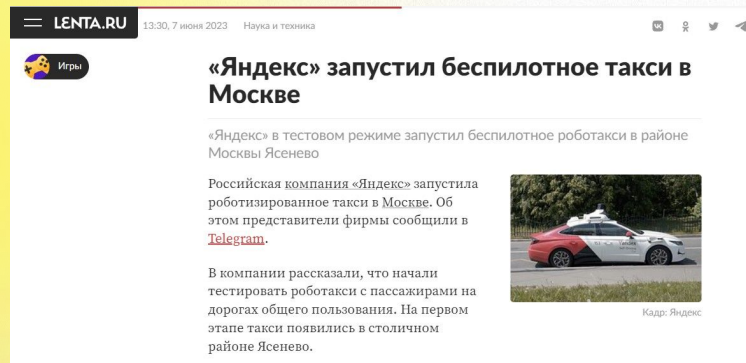 LENTA.RU
13:30, 7 июня 2023 Наука и техника
Игры
«Яндекс» запустил беспилотное такси в
Москве
«Яндекс» в тестовом режиме запустил беспилотное роботакси в районе
Москвы Ясенево
Российская компания «Яндекс» запустила
роботизированное такси в Москве. Об
этом представители фирмы сообщили в
Telegram.
В компании рассказали, что начали
тестировать роботакси с пассажирами на
дорогах общего пользования. На первом
этапе такси появились в столичном
районе Ясенево.
Кадр: Яндекс